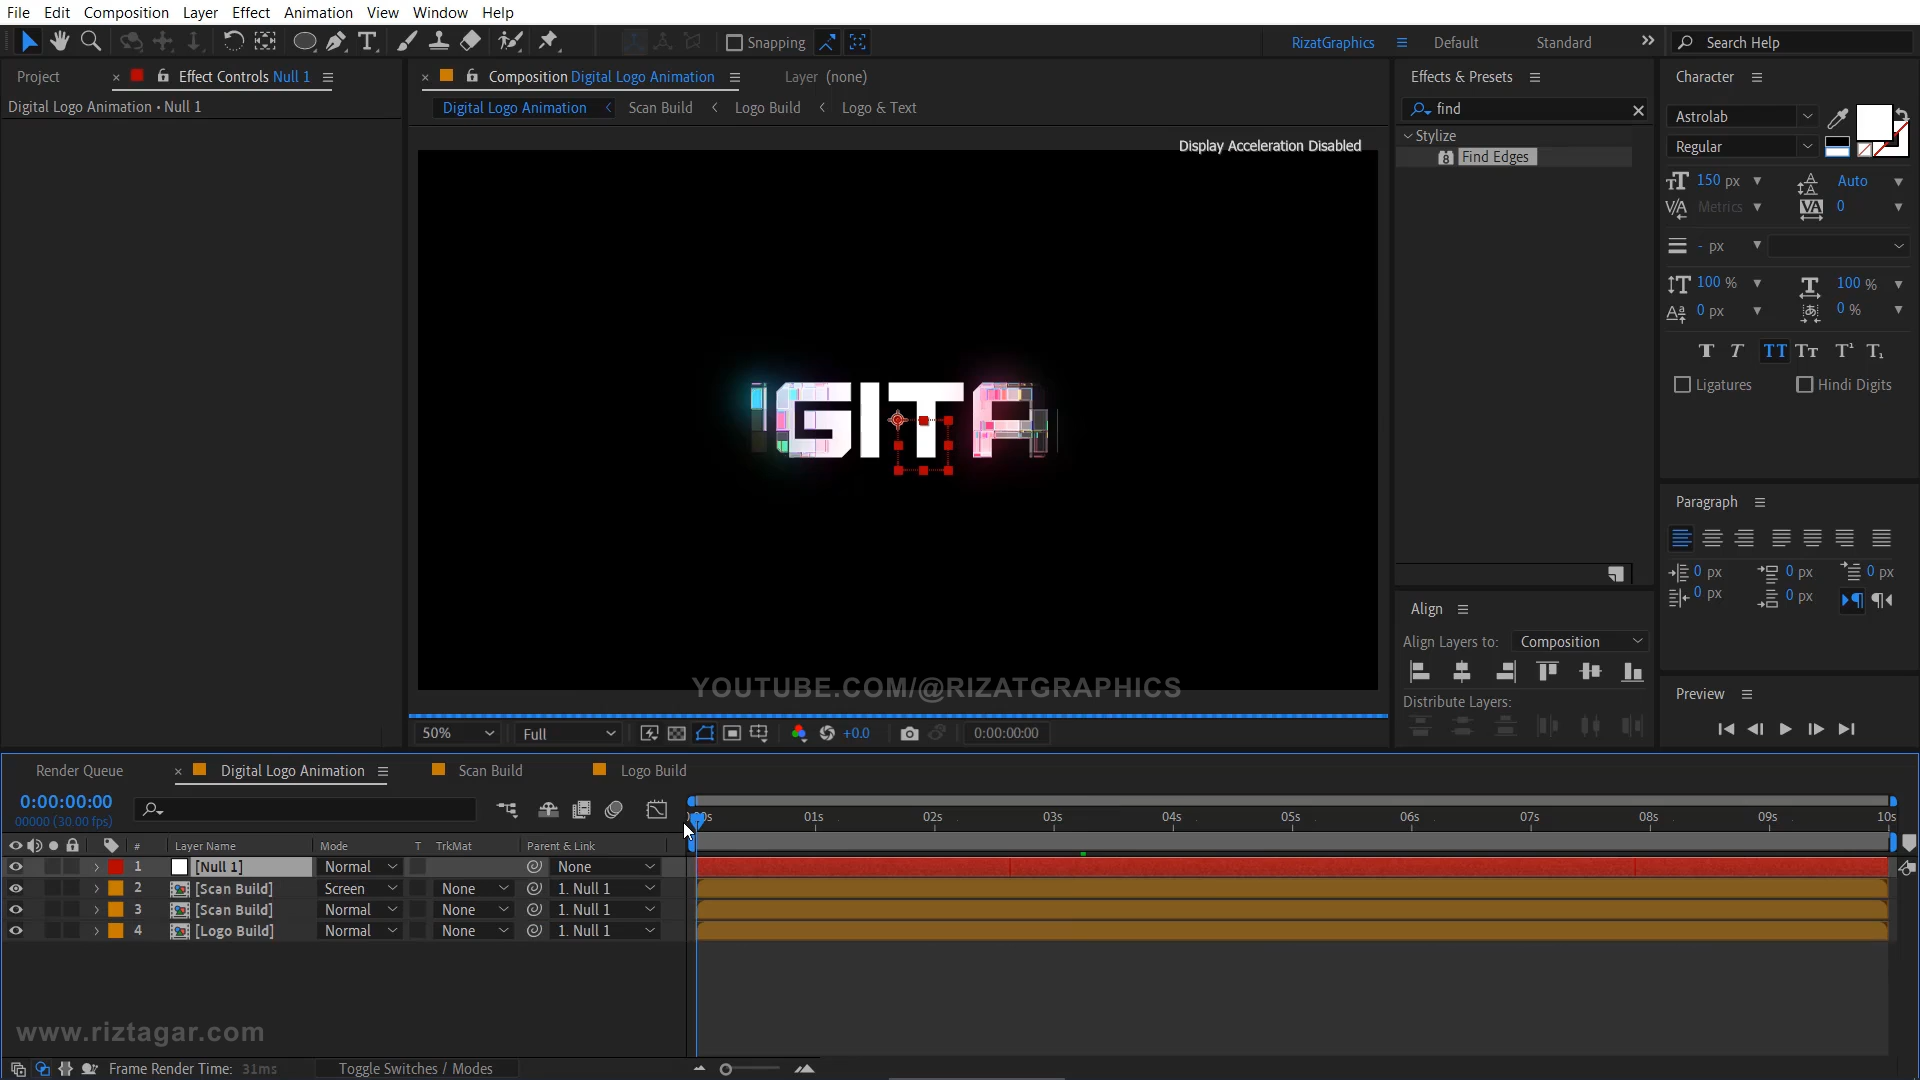 File Edit Composition Layer Effect Animation View Window Help
Snapping
RizatGraphics Default Standard Search Help
Project Effect Controls Null 1
Composition Digital Logo Animation Layer (none)
Effects & Presets
Character
Digital Logo Animation • Null 1
Digital Logo Animation Scan Build Logo Build Logo & Text
find
Stylize
Find Edges
Astrolab
Regular
150 px Auto
Metrics 0
- px
100 % 100 %
0 px 0 %
Ligatures Hindi Digits
Display Acceleration Disabled
IGITA
YOUTUBE.COM/@RIZATGRAPHICS
Paragraph
0 px 0 px 0 px
0 px 0 px
Align
Align Layers to: Composition
Distribute Layers:
Preview
50% Full +0.0 0:00:00:00
Render Queue Digital Logo Animation Scan Build Logo Build
0:00:00:00
00000 (30.00 fps)
01s 02s 03s 04s 05s 06s 07s 08s 09s 10s
# Layer Name Mode T TrkMat Parent & Link
1 [Null 1] Normal None
2 [Scan Build] Screen None 1. Null 1
3 [Scan Build] Normal None 1. Null 1
4 [Logo Build] Normal None 1. Null 1
www.riztagar.com
Frame Render Time: 31ms Toggle Switches / Modes